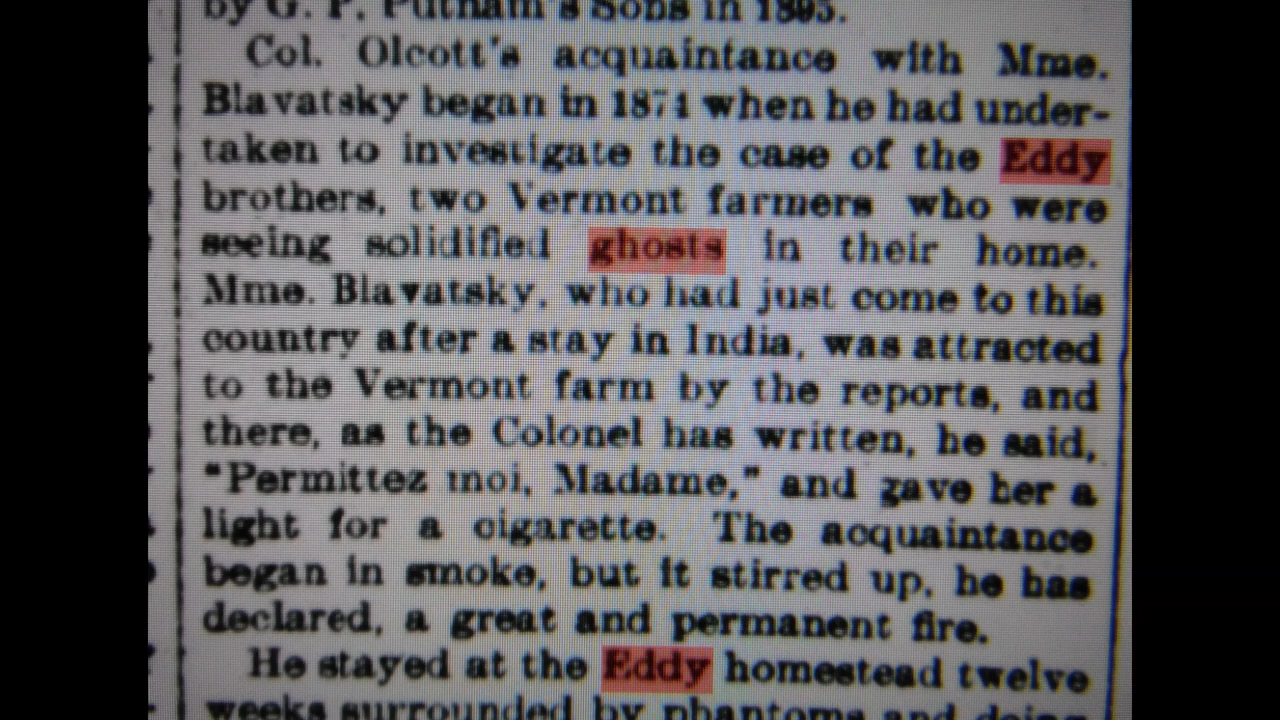 by G. P. Putnam's Sons in 1895.
Col. Olcott's acquaintance with Mme.
Blavatsky began in 1874 when he had under-
taken to investigate the case of the Eddy
brothers, two Vermont farmers who were
seeing solidified ghosts in their home.
Mme. Blavatsky, who had just come to this
country after a stay in India, was attracted
to the Vermont farm by the reports, and
there, as the Colonel has written, he said,
"Permittez moi, Madame," and gave her a
light for a cigarette. The acquaintance
began in smoke, but it stirred up, he has
declared, a great and permanent fire.
He stayed at the Eddy homestead twelve
weeks surrounded by phantoms and doing